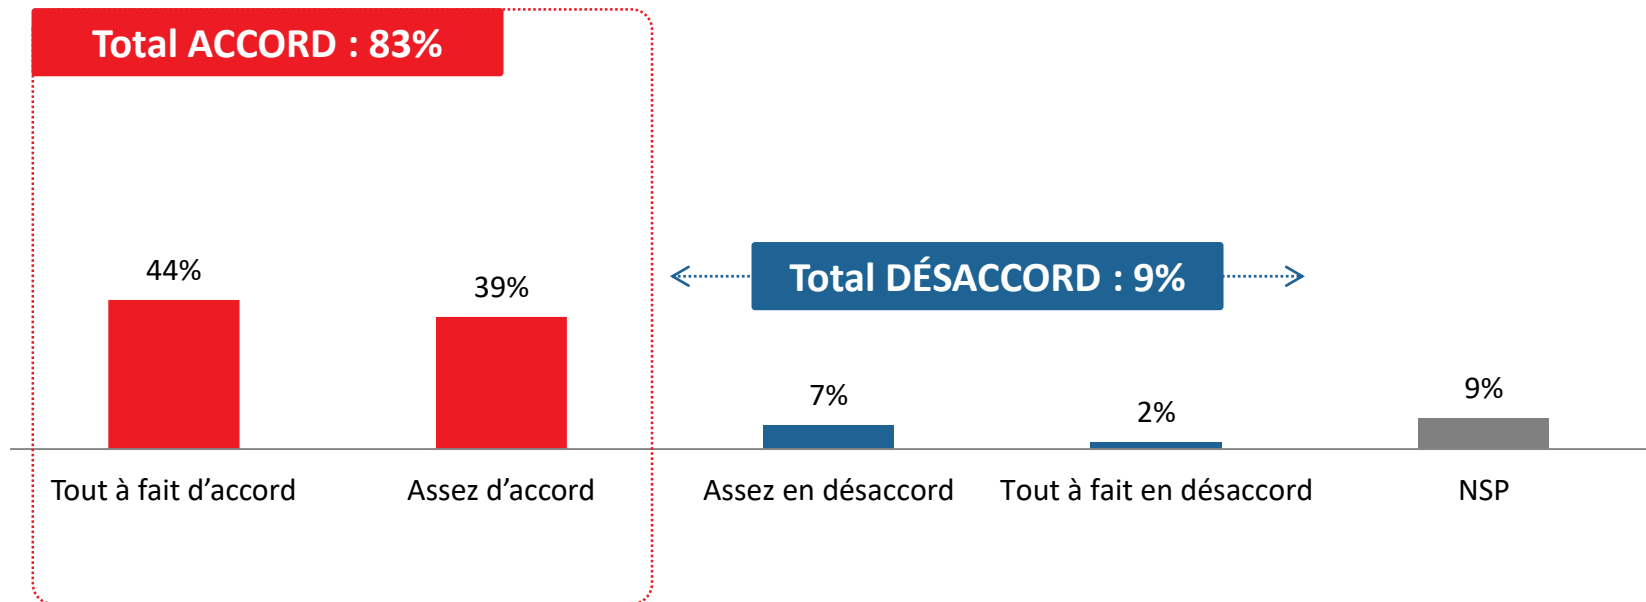 Total ACCORD : 83%
44%
39%
Total DÉSACCORD : 9%
7%
2%
9%
Tout à fait d’accord
Assez d’accord
Assez en désaccord
Tout à fait en désaccord
NSP